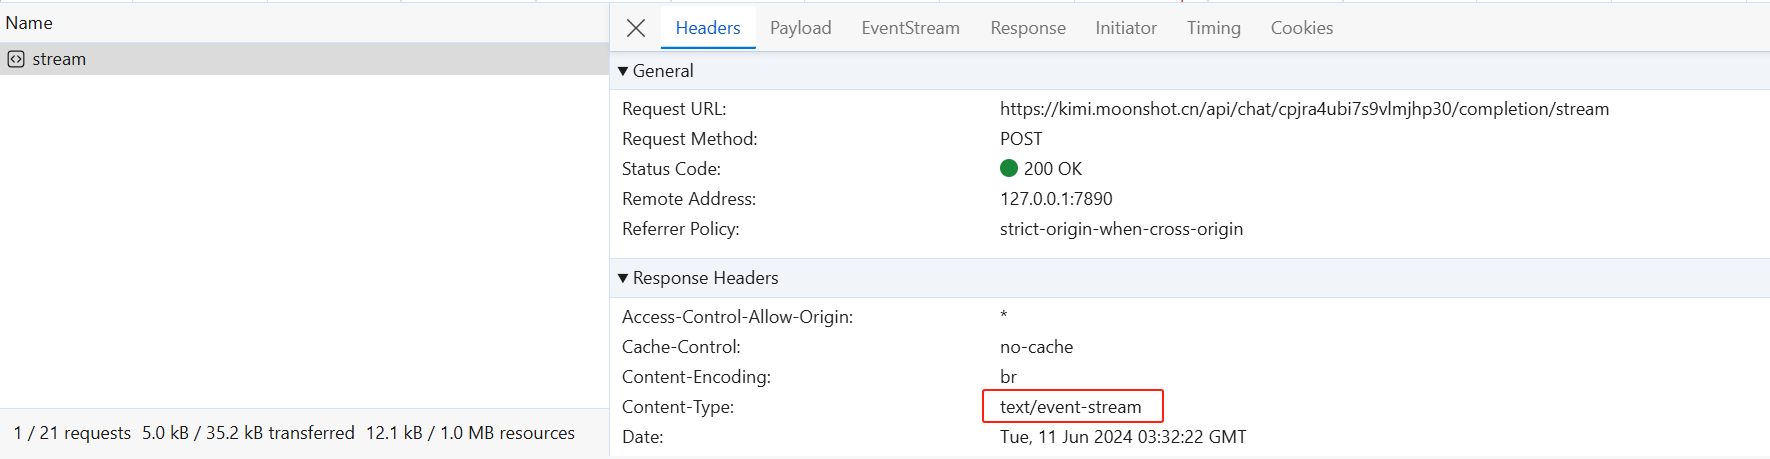 Name
stream
1 / 21 requests 5.0 kB / 35.2 kB transferred 12.1 kB / 1.0 MB resources
Headers Payload EventStream Response Initiator Timing Cookies
General
Request URL: https://kimi.moonshot.cn/api/chat/cpjra4ubi7s9vlmjhp30/completion/stream
Request Method: POST
Status Code: 200 OK
Remote Address: 127.0.0.1:7890
Referrer Policy: strict-origin-when-cross-origin
Response Headers
Access-Control-Allow-Origin: *
Cache-Control: no-cache
Content-Encoding: br
Content-Type: text/event-stream
Date: Tue, 11 Jun 2024 03:32:22 GMT